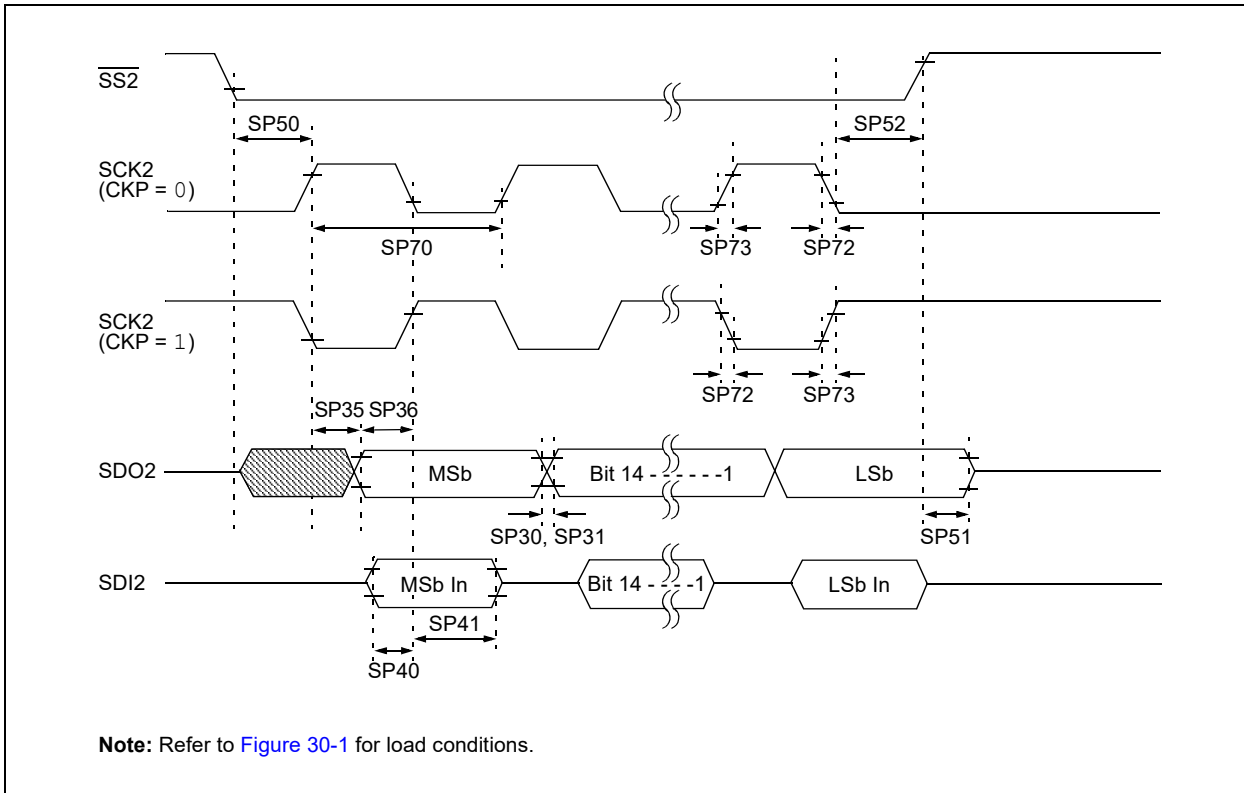 SS2
SP50
SP52
SCK2
(CKP = 0)
SP70
SP73
SP72
SCK2
(CKP = 1)
SP72
SP73
SP35
SP36
SDO2
MSb
Bit 14 - - - - - -1
LSb
SP30, SP31
SP51
SDI2
MSb In
Bit 14 - - - -1
LSb In
SP41
SP40
Note: Refer to Figure 30-1 for load conditions.